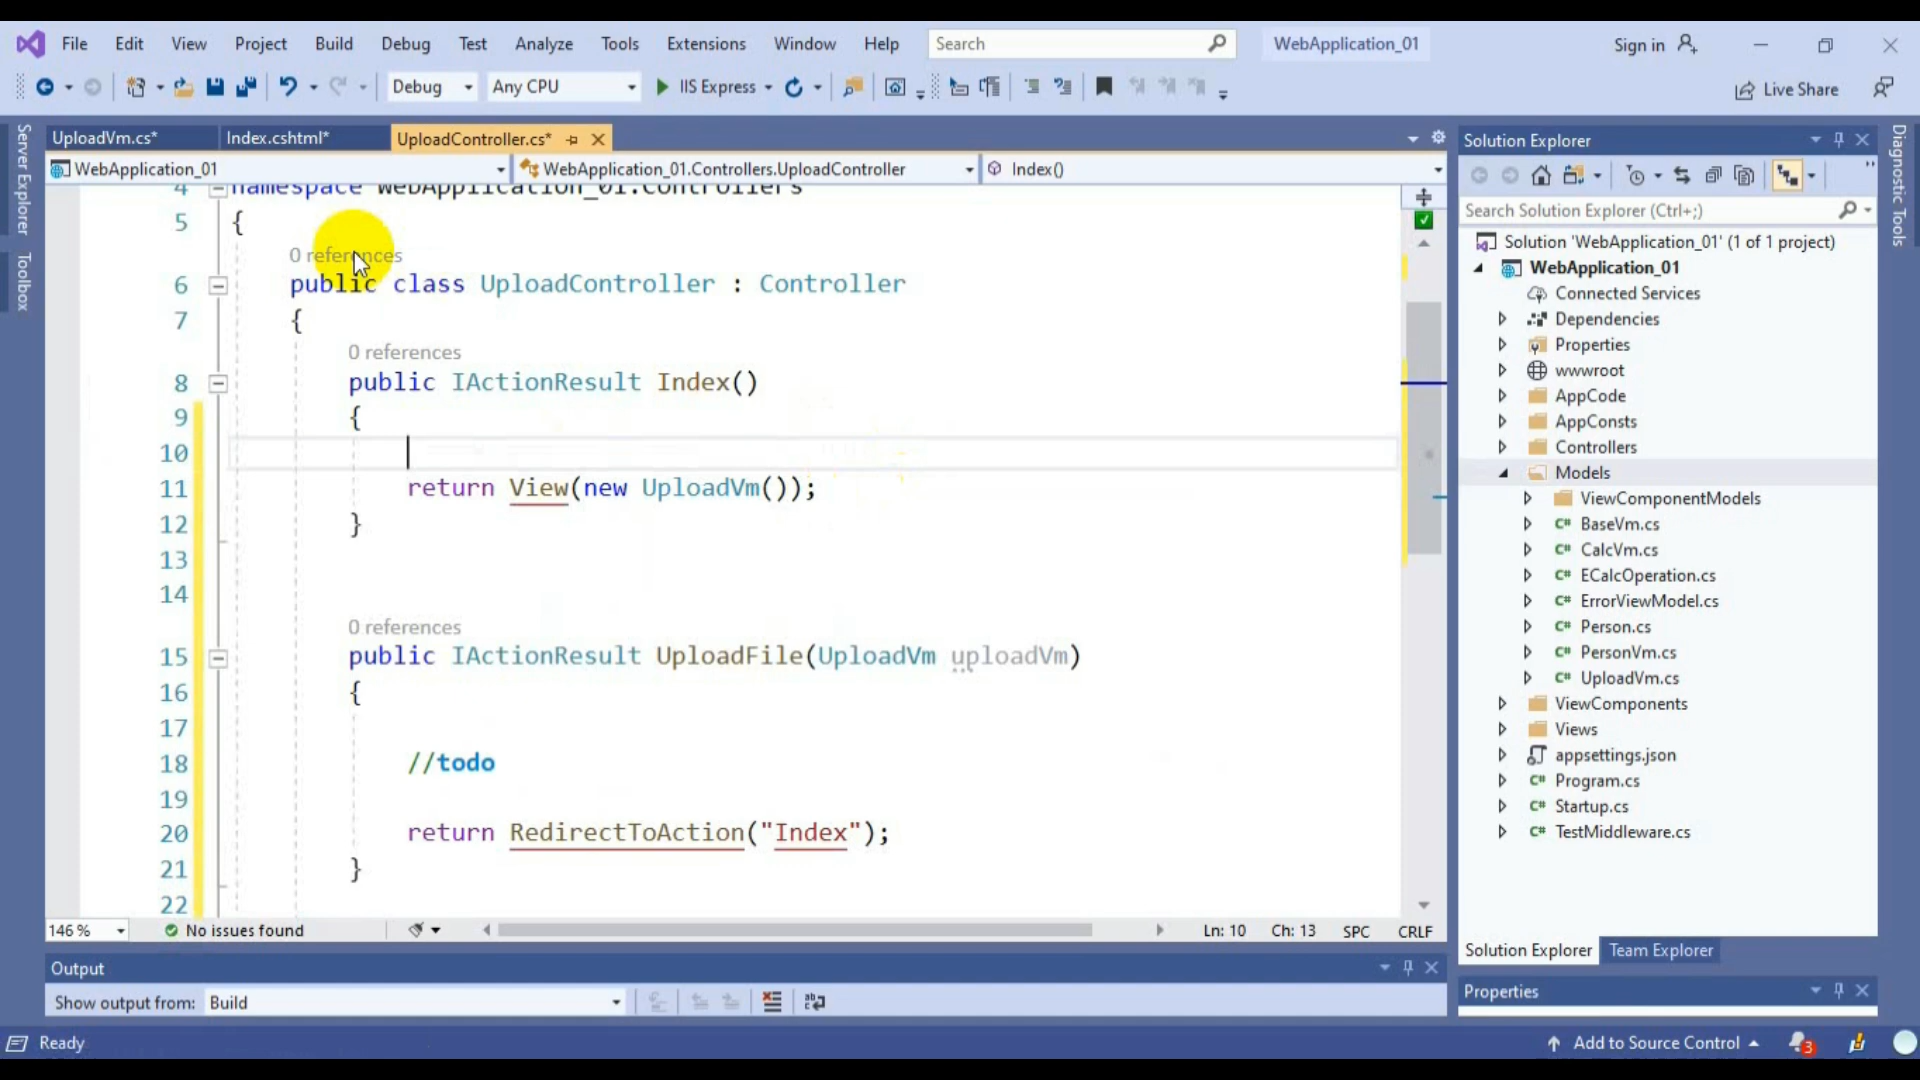 File Edit View Project Build Debug Test Analyze Tools Extensions Window Help Search WebApplication_01 Sign in
Debug Any CPU IIS Express Live Share
Server Explorer
Toolbox
UploadVm.cs* Index.cshtml* UploadController.cs*
WebApplication_01 WebApplication_01.Controllers.UploadController Index()
4 namespace WebApplication_01.Controllers
5 {
0 references
6 public class UploadController : Controller
7 {
0 references
8 public IActionResult Index()
9 {
10
11 return View(new UploadVm());
12 }
13
14
0 references
15 public IActionResult UploadFile(UploadVm uploadVm)
16 {
17
18 //todo
19
20 return RedirectToAction("Index");
21 }
22
146 % No issues found Ln: 10 Ch: 13 SPC CRLF
Output
Show output from: Build
Solution Explorer
Search Solution Explorer (Ctrl+;)
Solution 'WebApplication_01' (1 of 1 project)
WebApplication_01
Connected Services
Dependencies
Properties
wwwroot
AppCode
AppConsts
Controllers
Models
ViewComponentModels
C# BaseVm.cs
C# CalcVm.cs
C# ECalcOperation.cs
C# ErrorViewModel.cs
C# Person.cs
C# PersonVm.cs
C# UploadVm.cs
ViewComponents
Views
appsettings.json
C# Program.cs
C# Startup.cs
C# TestMiddleware.cs
Solution Explorer Team Explorer
Properties
Diagnostic Tools
Ready Add to Source Control 3